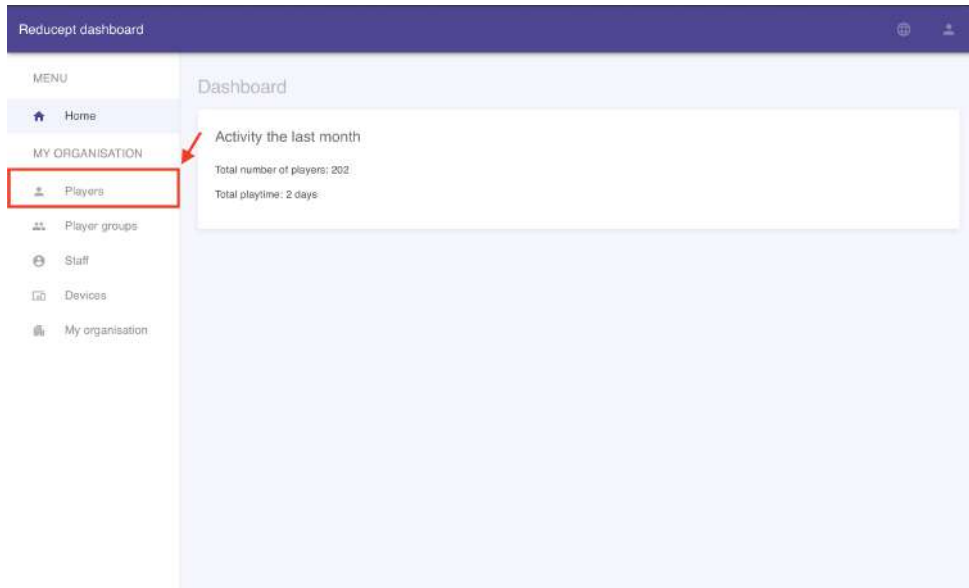 Reducept dashboard
MENU
Home
MY ORGANISATION
Players
Player groups
Staff
Devices
My organisation
Dashboard
Activity the last month
Total number of players: 202
Total playtime: 2 days